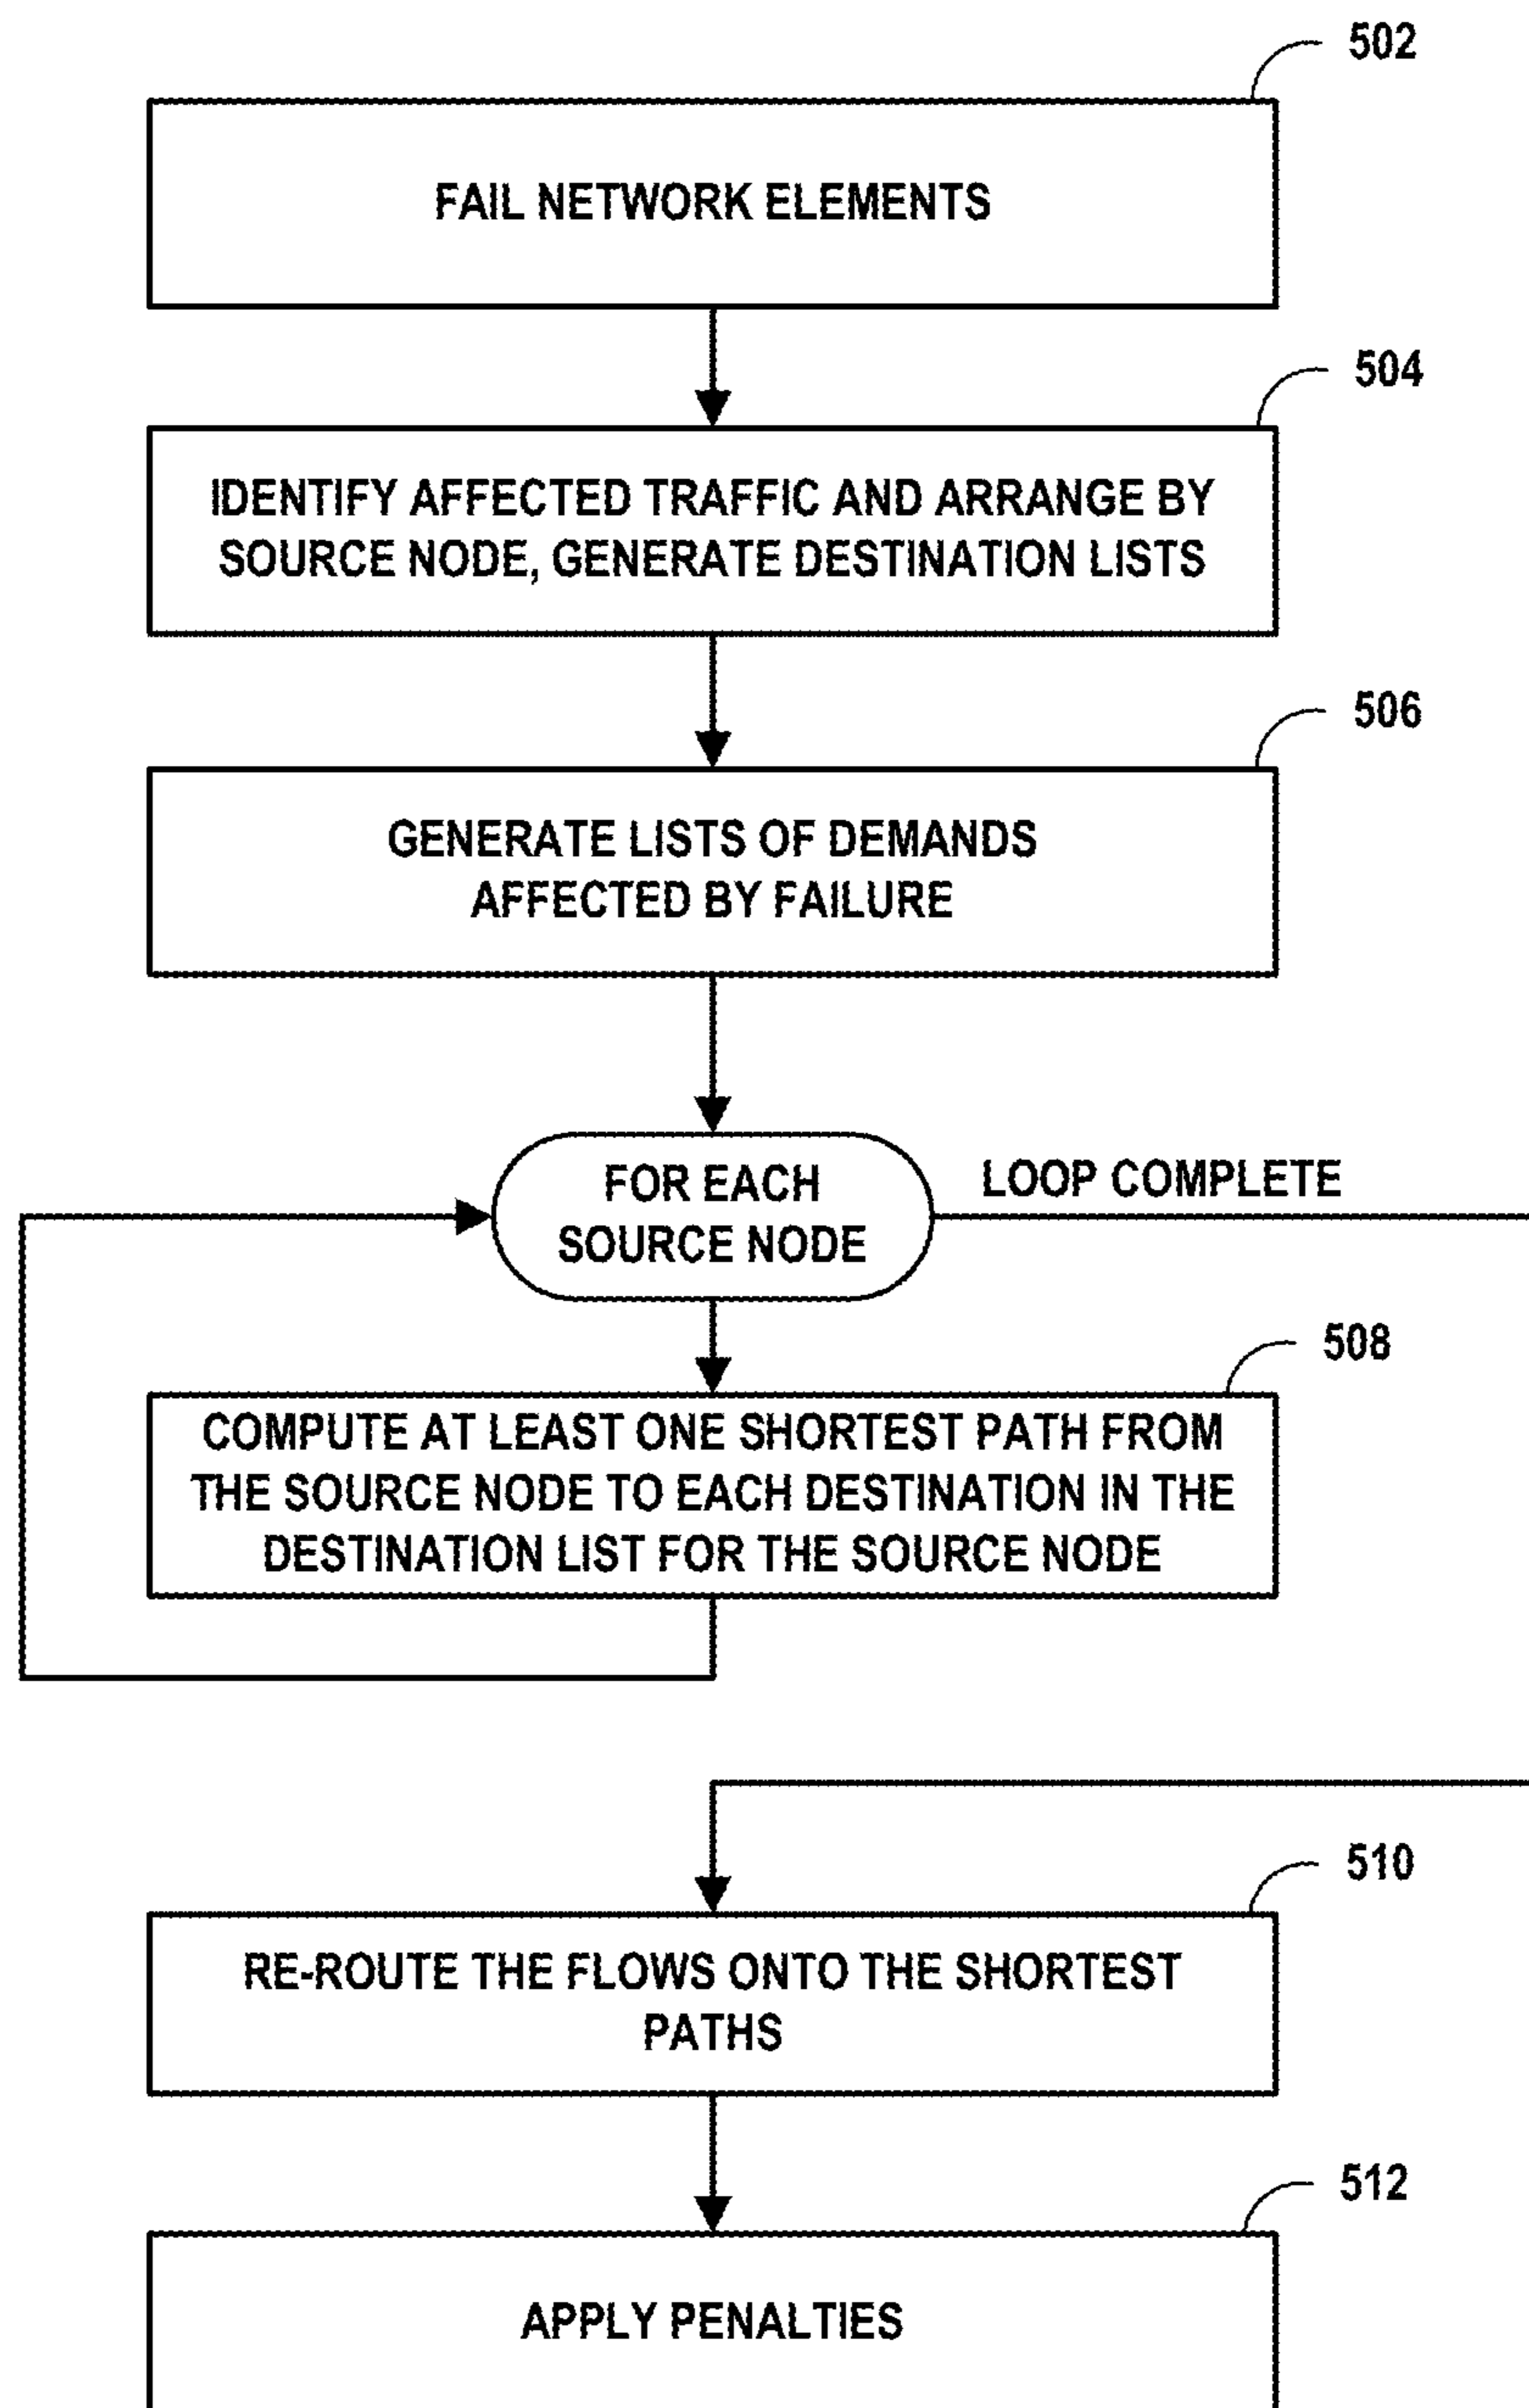 502
FAIL NETWORK ELEMENTS
504
IDENTIFY AFFECTED TRAFFIC AND ARRANGE BY
SOURCE NODE, GENERATE DESTINATION LISTS
506
GENERATE LISTS OF DEMANDS
AFFECTED BY FAILURE
FOR EACH
SOURCE NODE
LOOP COMPLETE
508
COMPUTE AT LEAST ONE SHORTEST PATH FROM
THE SOURCE NODE TO EACH DESTINATION IN THE
DESTINATION LIST FOR THE SOURCE NODE
510
RE-ROUTE THE FLOWS ONTO THE SHORTEST
PATHS
512
APPLY PENALTIES